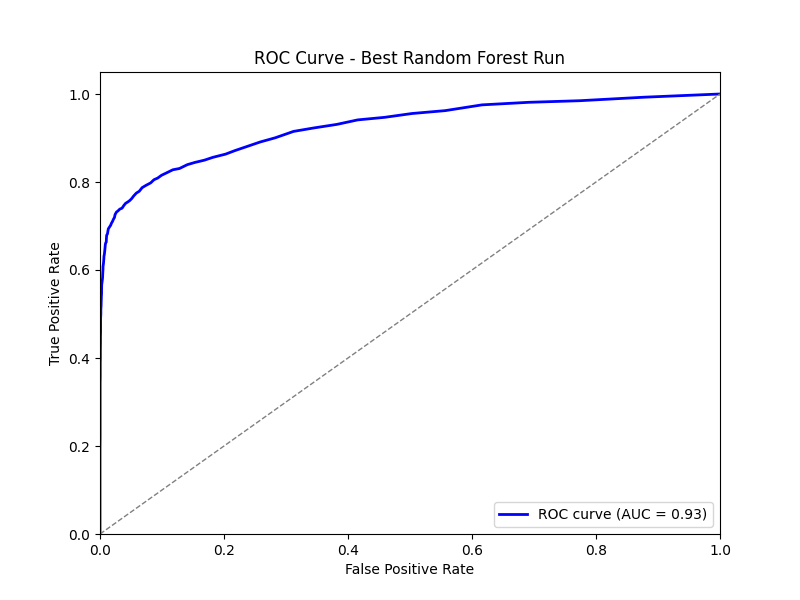 ROC Curve - Best Random Forest Run
1.0
0.8
0.6
0.4
0.2
0.0
True Positive Rate
ROC curve (AUC = 0.93)
0.0 0.2 0.4 0.6 0.8 1.0
False Positive Rate